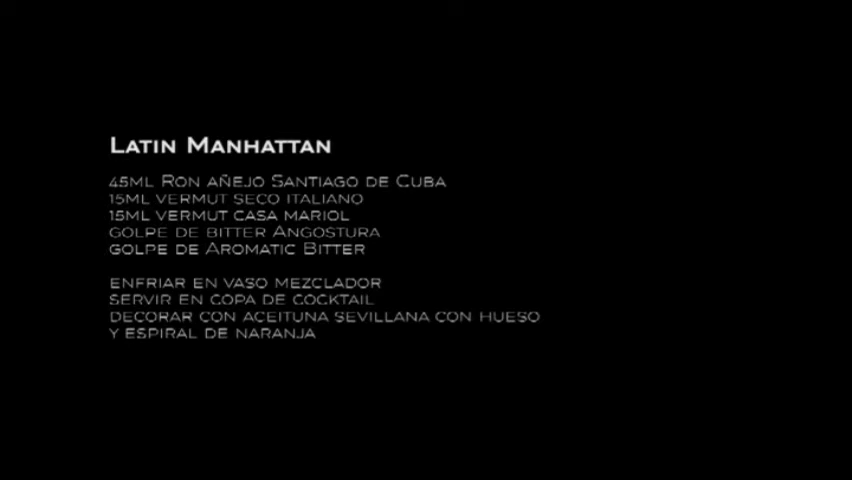 Latin Manhattan
45ml Ron añejo Santiago de Cuba
15ml vermut seco italiano
15ml vermut casa mariol
golpe de bitter Angostura
golpe de Aromatic Bitter
enfriar en vaso mezclador
servir en copa de cocktail
decorar con aceituna sevillana con hueso
y espiral de naranja